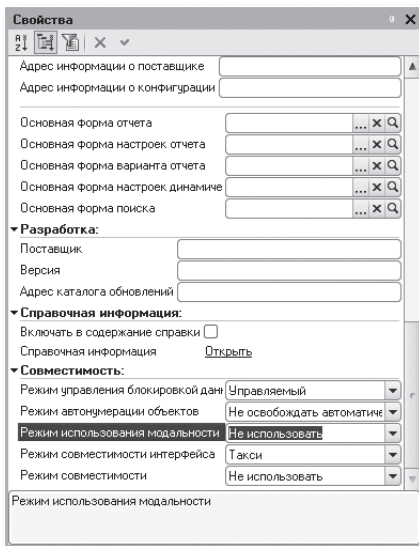 Свойства
Адрес информации о поставщике
Адрес информации о конфигурации
Основная форма отчета ...
Основная форма настроек отчета ...
Основная форма варианта отчета ...
Основная форма настроек динамиче ...
Основная форма поиска ...
Разработка:
Поставщик
Версия
Адрес каталога обновлений
Справочная информация:
Включать в содержание справки
Справочная информация Открыть
Совместимость:
Режим управления блокировкой данн Управляемый
Режим автонумерации объектов Не освобождать автоматиче
Режим использования модальности Не использовать
Режим совместимости интерфейса Такси
Режим совместимости Не использовать
Режим использования модальности